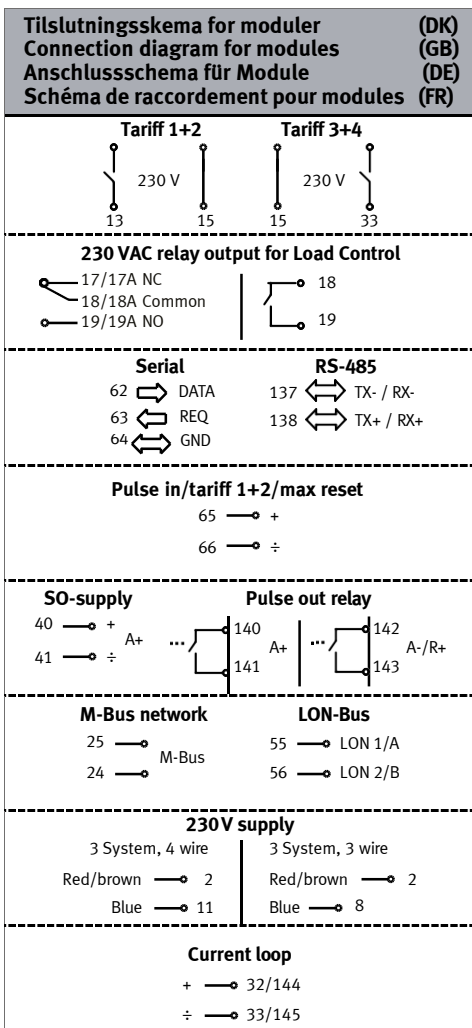 Tilslutningsskema for moduler (DK)
Connection diagram for modules (GB)
Anschlussschema für Module (DE)
Schéma de raccordement pour modules (FR)
Tariff 1+2 Tariff 3+4
230 V 230 V
13 15 15 33
230 VAC relay output for Load Control
17/17A NC 18
18/18A Common
19/19A NO 19
Serial RS-485
62 DATA 137 TX- / RX-
63 REQ 138 TX+ / RX+
64 GND
Pulse in/tariff 1+2/max reset
65 +
66 ÷
SO-supply Pulse out relay
40 + 140 142
A+ A+ A-/R+
41 ÷ 141 143
M-Bus network LON-Bus
25 55 LON 1/A
M-Bus
24 56 LON 2/B
230V supply
3 System, 4 wire 3 System, 3 wire
Red/brown 2 Red/brown 2
Blue 11 Blue 8
Current loop
+ 32/144
÷ 33/145